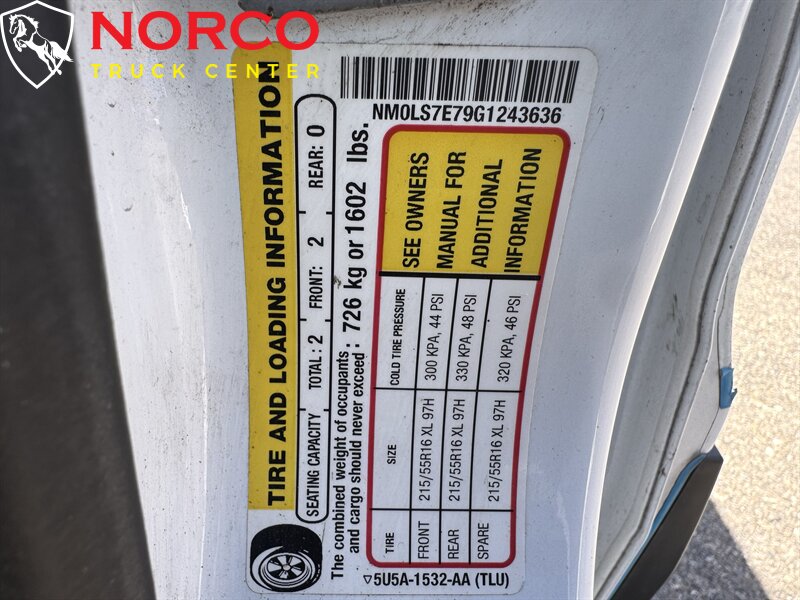 NORCO
TRUCK CENTER
TIRE AND LOADING INFORMATION
SEATING CAPACITY TOTAL: 2 FRONT: 2 REAR: 0
The combined weight of occupants
and cargo should never exceed: 726 kg or 1602 lbs.
NM0LS7E79G1243636
TIRE SIZE COLD TIRE PRESSURE
FRONT 215/55R16 XL 97H 300 KPA, 44 PSI
REAR 215/55R16 XL 97H 330 KPA, 48 PSI
SPARE 215/55R16 XL 97H 320 KPA, 46 PSI
SEE OWNERS
MANUAL FOR
ADDITIONAL
INFORMATION
▽5U5A-1532-AA (TLU)